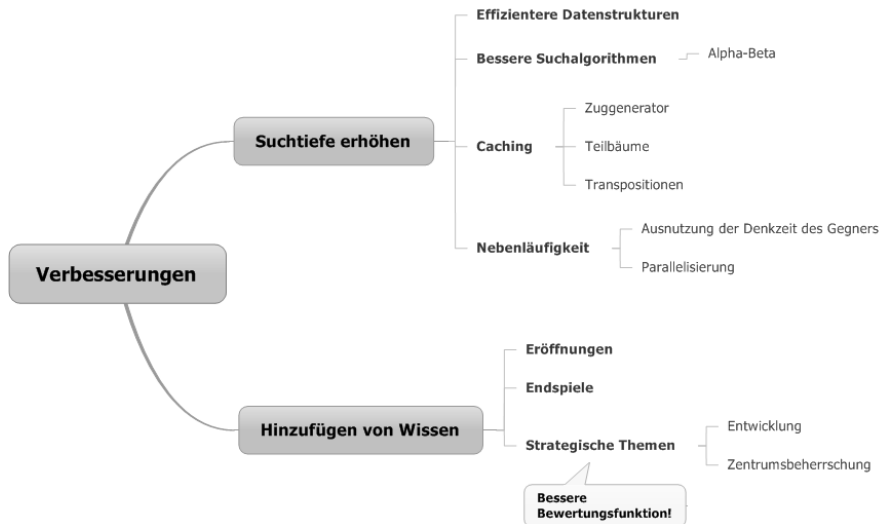 Verbesserungen
Suchtiefe erhöhen
Effizientere Datenstrukturen
Bessere Suchalgorithmen
Alpha-Beta
Caching
Zuggenerator
Teilbäume
Transpositionen
Nebenläufigkeit
Ausnutzung der Denkzeit des Gegners
Parallelisierung
Hinzufügen von Wissen
Eröffnungen
Endspiele
Strategische Themen
Entwicklung
Zentrumsbeherrschung
Bessere
Bewertungsfunktion!